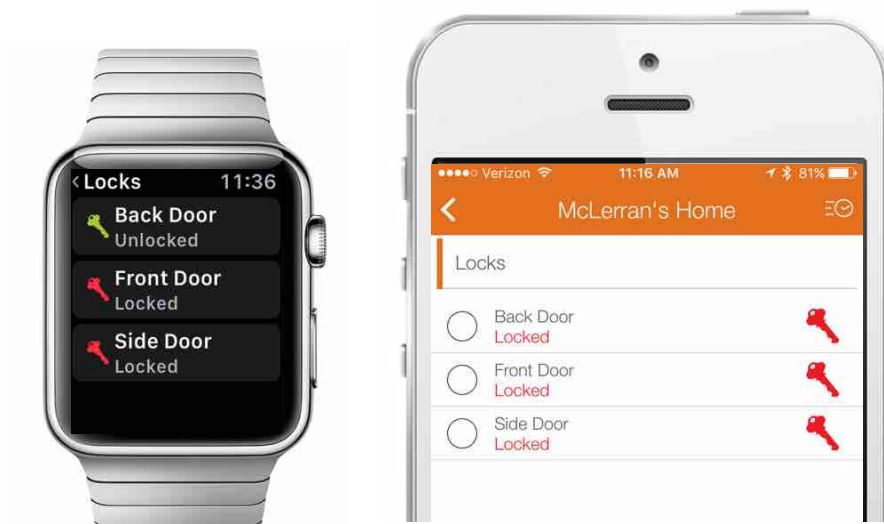 Locks 11:36
Back Door
Unlocked
Front Door
Locked
Side Door
Locked
Verizon 11:16 AM 81%
McLerran's Home
Locks
Back Door
Locked
Front Door
Locked
Side Door
Locked